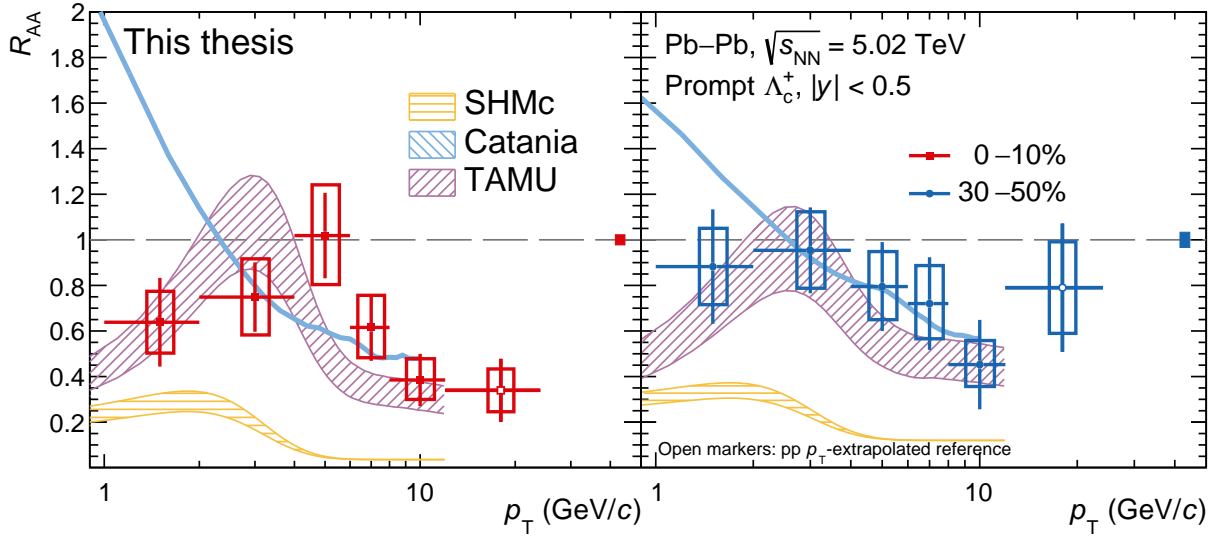 R_AA
2
1.8
1.6
1.4
1.2
1
0.8
0.6
0.4
0.2
This thesis
SHMc
Catania
TAMU
1
10
p_T (GeV/c)
Pb–Pb, √s_NN = 5.02 TeV
Prompt Λ_c^+, |y| < 0.5
0 –10%
30 –50%
Open markers: pp p_T-extrapolated reference
1
10
p_T (GeV/c)